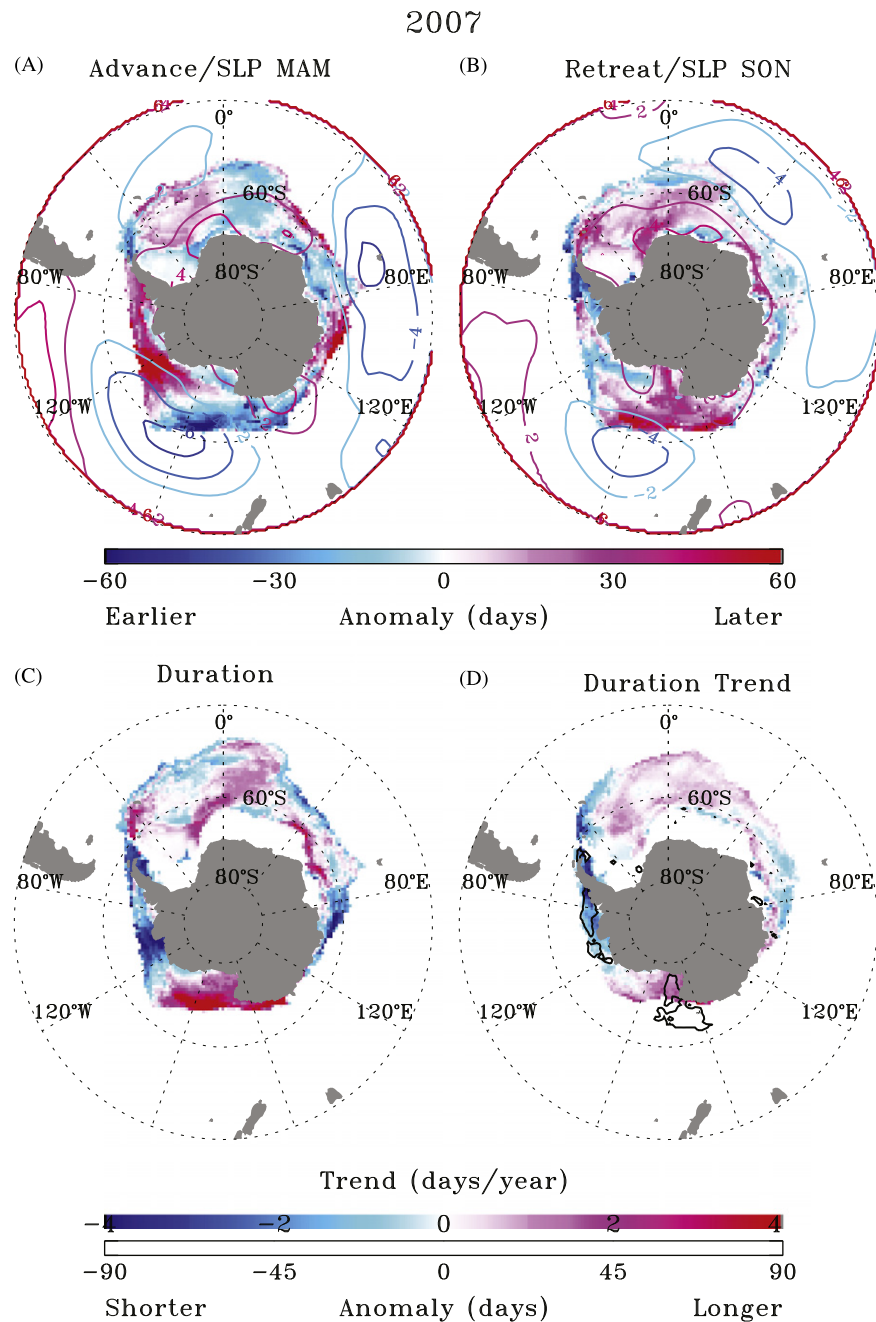 2007
(A) Advance/SLP MAM (B) Retreat/SLP SON
0° 0°
60°S 60°S
80°S 80°S
80°W 80°E 80°W 80°E
120°W 120°E 120°W 120°E
-60 -30 0 30 60
Earlier Anomaly (days) Later
(C) Duration (D) Duration Trend
0° 0°
60°S 60°S
80°S 80°S
80°W 80°E 80°W 80°E
120°W 120°E 120°W 120°E
Trend (days/year)
-4 -2 0 2 4
-90 -45 0 45 90
Shorter Anomaly (days) Longer